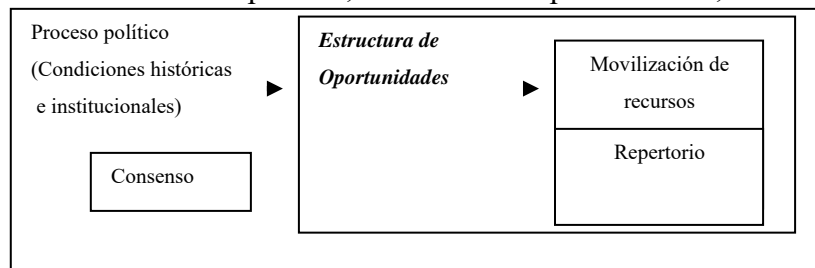 Proceso político
(Condiciones históricas
e institucionales)
Consenso
Estructura de
Oportunidades
Movilización de
recursos
Repertorio